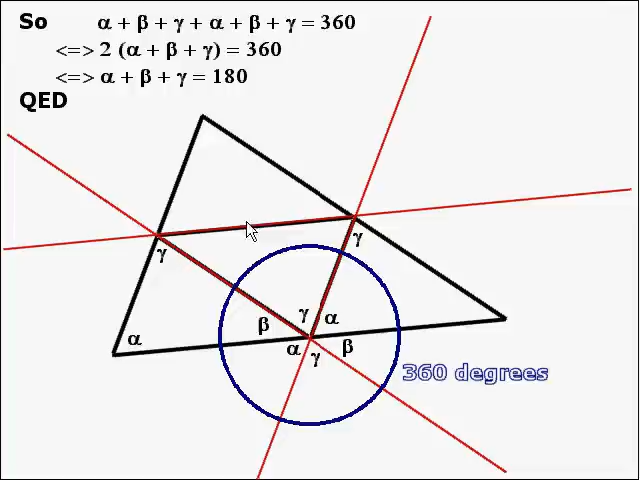 So α + β + γ + α + β + γ = 360
<=> 2 (α + β + γ) = 360
<=> α + β + γ = 180
QED
γ
γ
γ
α
β
α
α
γ
β
360 degrees